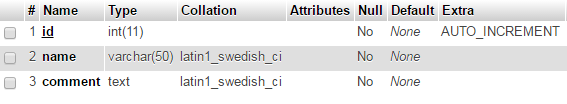 # Name Type Collation Attributes Null Default Extra
1 id int(11) No None AUTO_INCREMENT
2 name varchar(50) latin1_swedish_ci No None
3 comment text latin1_swedish_ci No None